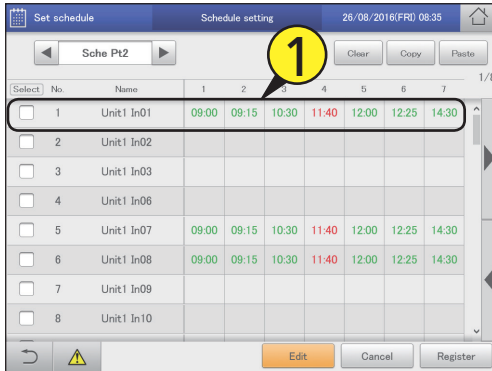 Set schedule Schedule setting 26/08/2016(FRI) 08:35
Sche Pt2 Clear Copy Paste
1
1/8
Select No. Name 1 2 3 4 5 6 7
1 Unit1 In01 09:00 09:15 10:30 11:40 12:00 12:25 14:30
2 Unit1 In02
3 Unit1 In03
4 Unit1 In06
5 Unit1 In07 09:00 09:15 10:30 11:40 12:00 12:25 14:30
6 Unit1 In08 09:00 09:15 10:30 11:40 12:00 12:25 14:30
7 Unit1 In09
8 Unit1 In10
Edit Cancel Register